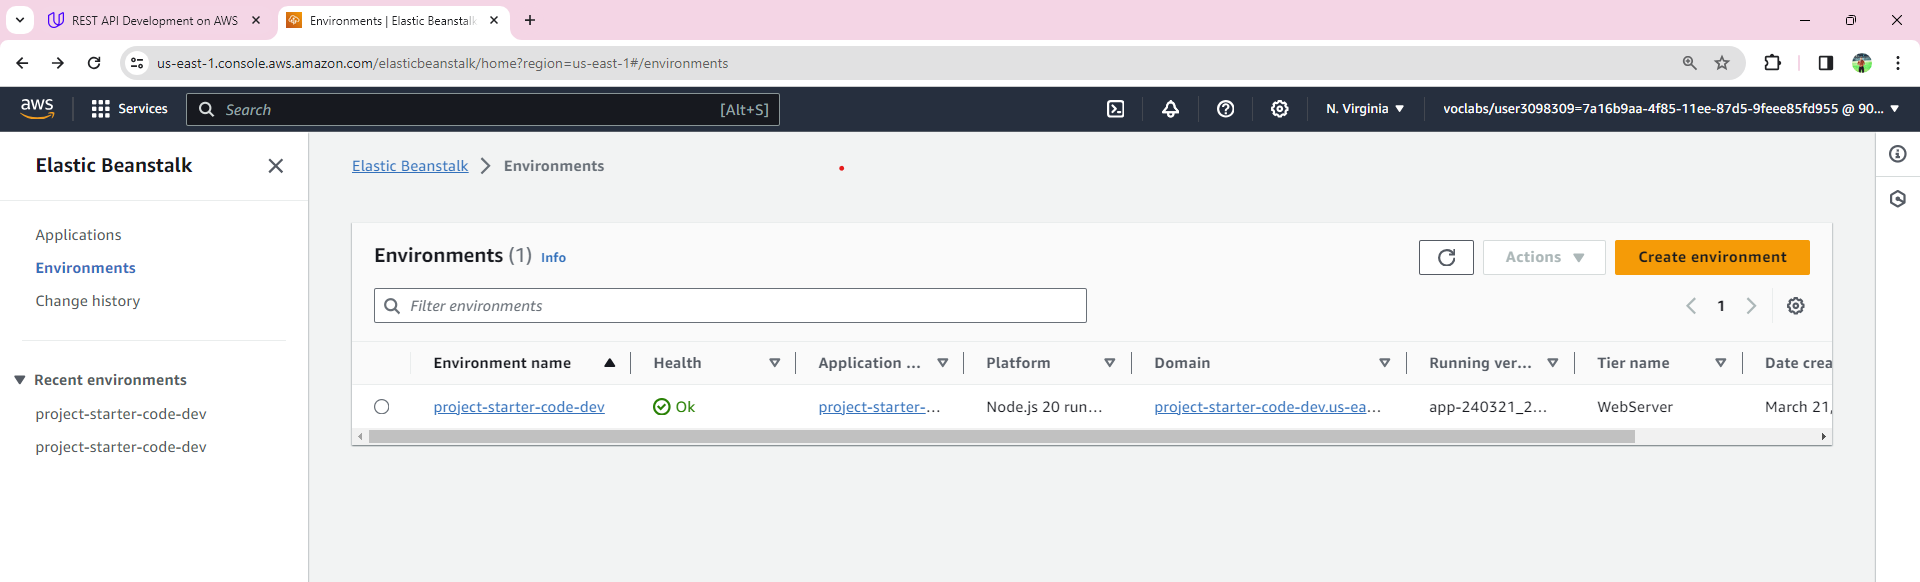 REST API Development on AWS
Environments | Elastic Beanstalk
us-east-1.console.aws.amazon.com/elasticbeanstalk/home?region=us-east-1#/environments
aws
Services
Search
[Alt+S]
N. Virginia
voclabs/user3098309=7a16b9aa-4f85-11ee-87d5-9feee85fd955 @ 90...
Elastic Beanstalk
Applications
Environments
Change history
Recent environments
project-starter-code-dev
project-starter-code-dev
Elastic Beanstalk > Environments
Environments (1) Info
Actions
Create environment
Filter environments
1
Environment name Health Application ... Platform Domain Running ver... Tier name Date crea
project-starter-code-dev Ok project-starter-... Node.js 20 run... project-starter-code-dev.us-ea... app-240321_2... WebServer March 21,